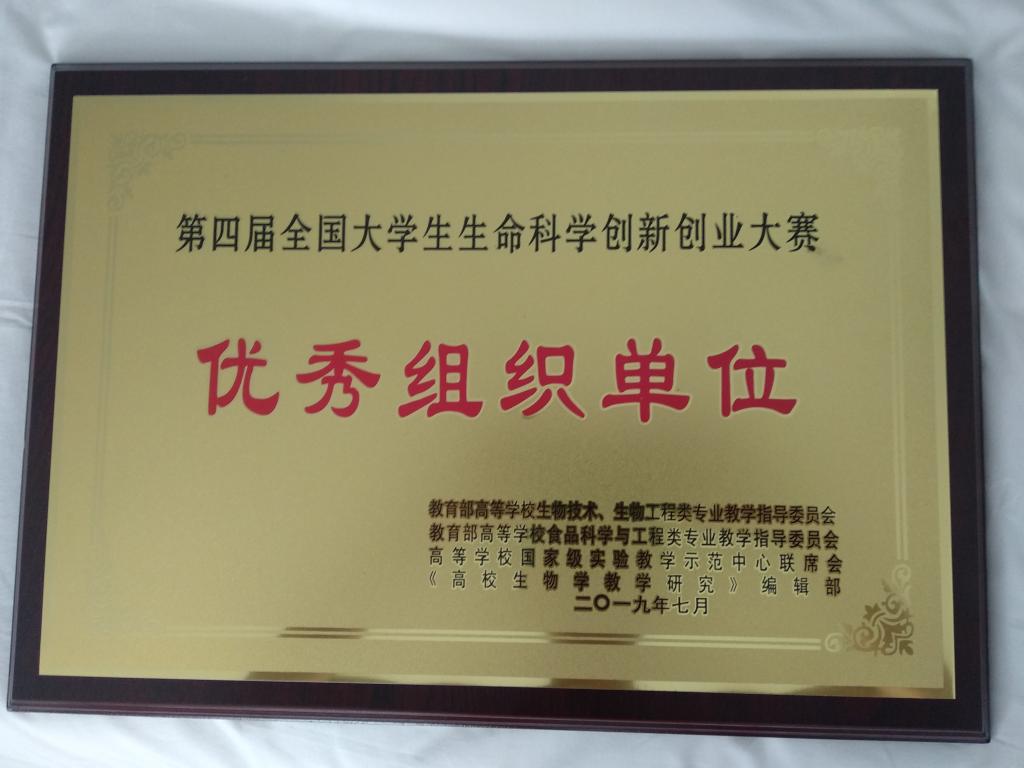 第四届全国大学生生命科学创新创业大赛
优秀组织单位
教育部高等学校生物技术、生物工程类专业教学指导委员会
教育部高等学校食品科学与工程类专业教学指导委员会
高等学校国家级实验教学示范中心联席会
《高校生物学教学研究》编辑部
二〇一九年七月